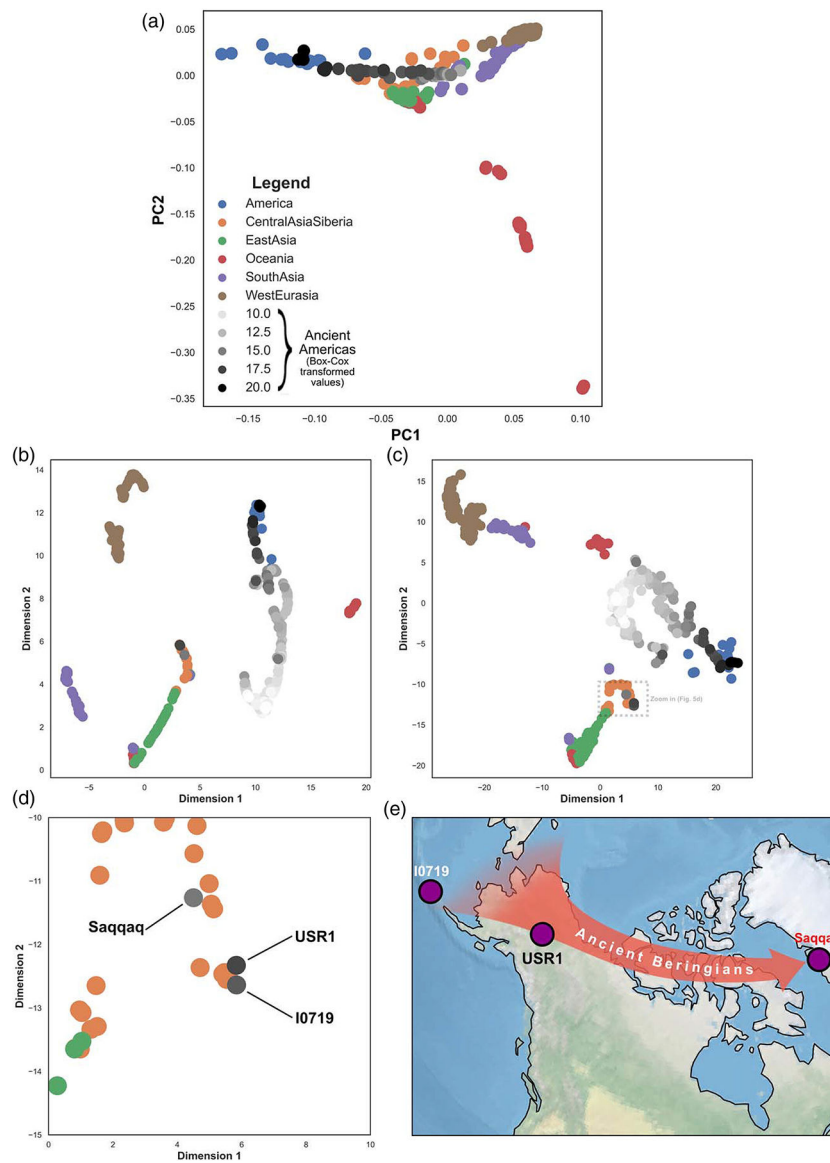 (a)
0.05
0.00
−0.05
−0.10
−0.15
−0.20
−0.25
−0.30
−0.35
PC2
Legend
America
CentralAsiaSiberia
EastAsia
Oceania
SouthAsia
WestEurasia
10.0
12.5
15.0
17.5
20.0
Ancient
Americas
(Box-Cox
transformed
values)
−0.15
−0.10
−0.05
0.00
0.05
0.10
PC1
(b)
14
12
10
8
6
4
2
0
Dimension 2
−5
0
5
10
15
20
Dimension 1
(c)
15
10
5
0
−5
−10
−15
−20
Dimension 2
Zoom in (Fig. 5d)
−20
−10
0
10
20
Dimension 1
(d)
−10
−11
−12
−13
−14
−15
Dimension 2
Saqqaq
USR1
I0719
0
2
4
6
8
10
Dimension 1
(e)
I0719
USR1
Ancient Beringians
Saqqa